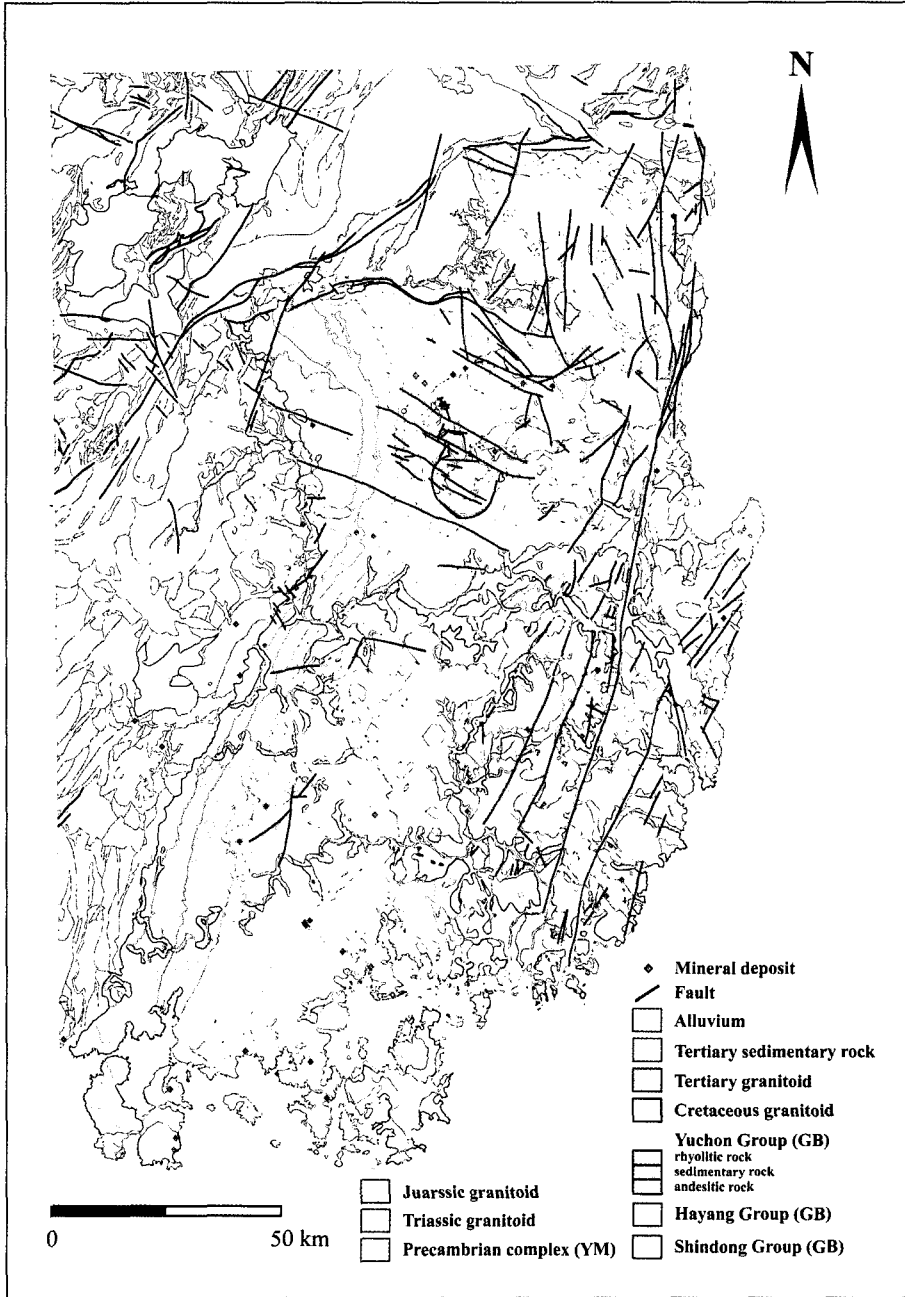 N
Mineral deposit
Fault
Alluvium
Tertiary sedimentary rock
Tertiary granitoid
Cretaceous granitoid
Yuchon Group (GB)
rhyolitic rock
sedimentary rock
andesitic rock
Hayang Group (GB)
Shindong Group (GB)
Juarssic granitoid
Triassic granitoid
Precambrian complex (YM)
0 50 km